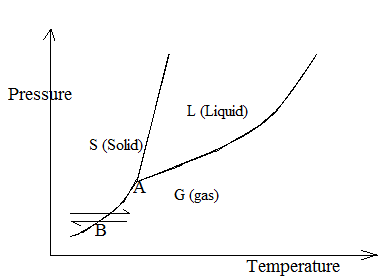 Pressure
L (Liquid)
S (Solid)
A
G (gas)
B
Temperature